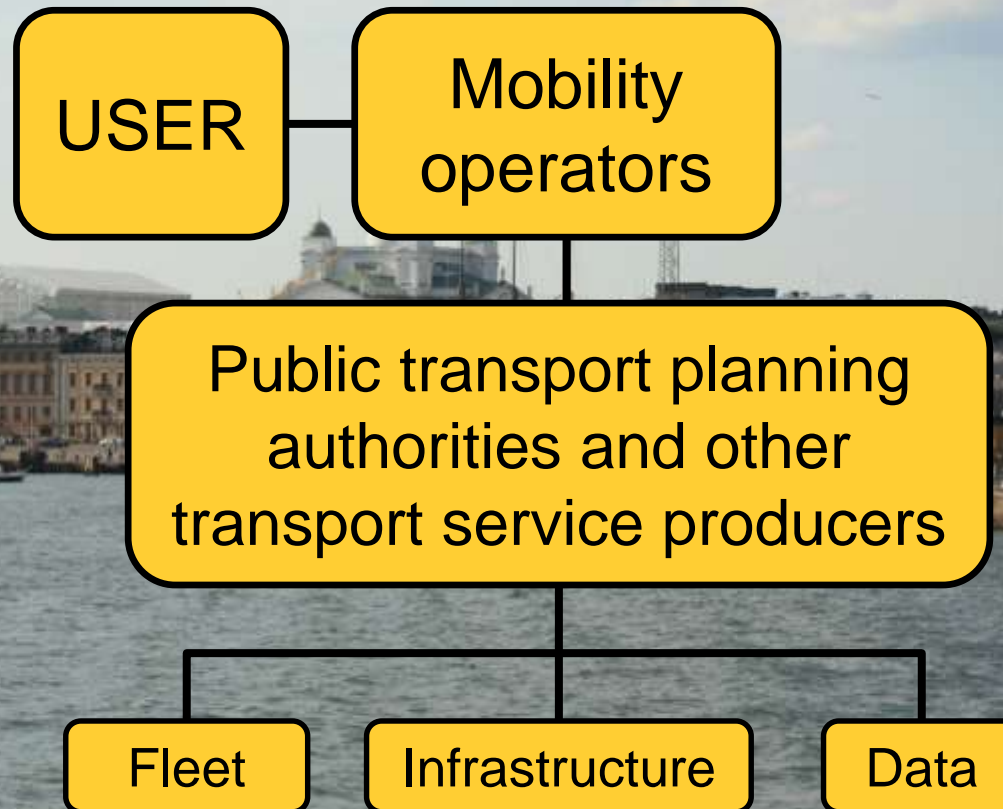 USER
Mobility
operators
Public transport planning
authorities and other
transport service producers
Fleet
Infrastructure
Data